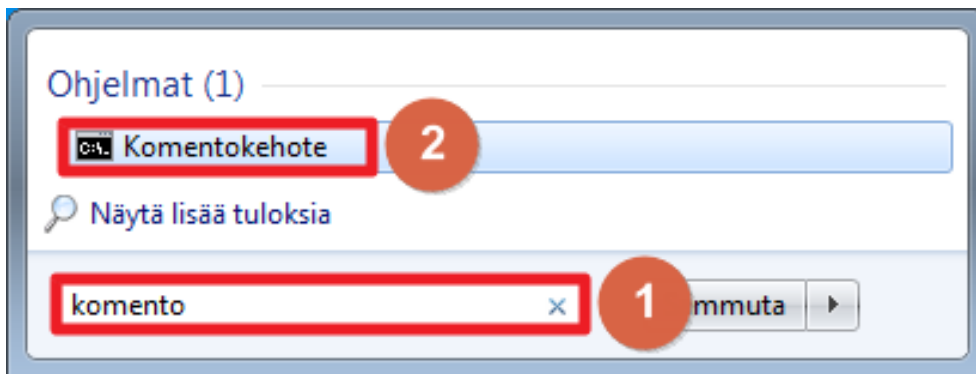 Ohjelmat (1)
C:\_ Komentokehote 2
Näytä lisää tuloksia
komento 1 mmuta